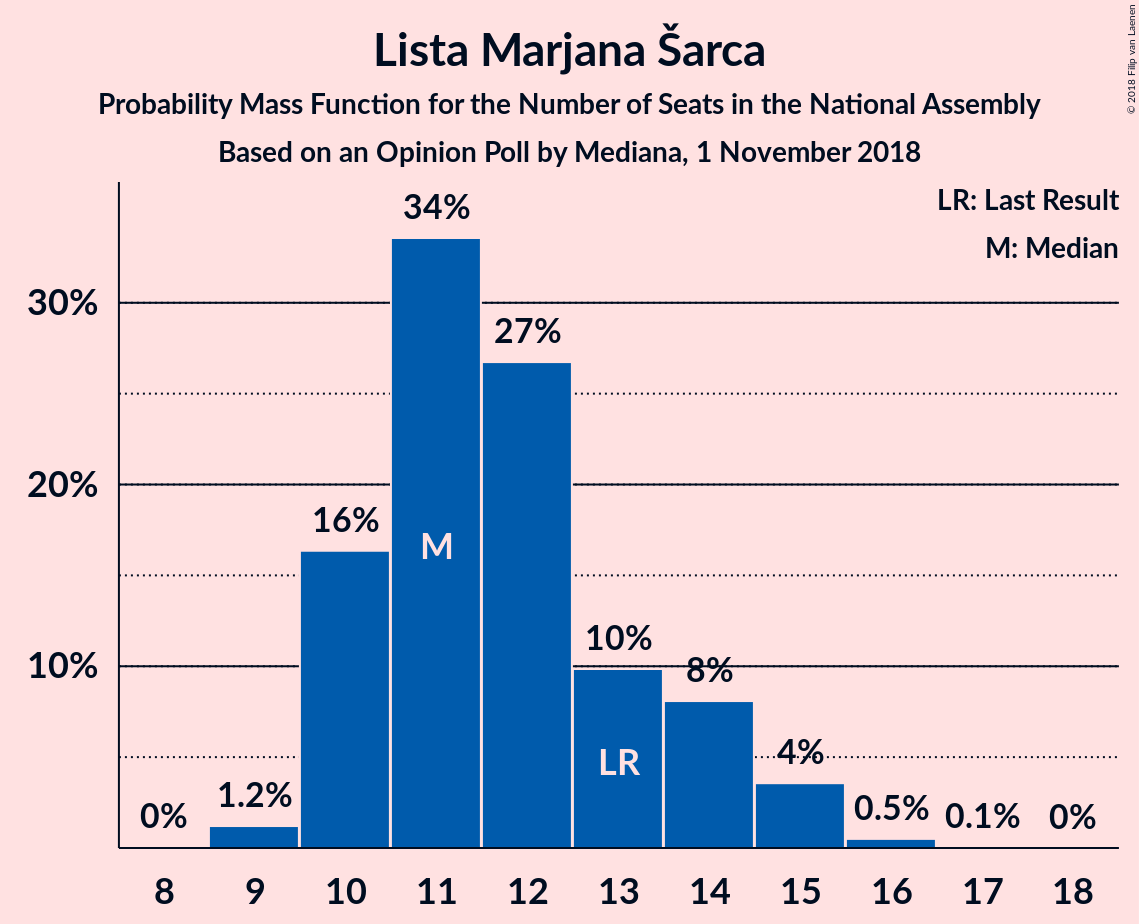 Lista Marjana Šarca
Probability Mass Function for the Number of Seats in the National Assembly
Based on an Opinion Poll by Mediana, 1 November 2018
© 2018 Filip van Laenen
LR: Last Result
M: Median
30%
20%
10%
0%
1.2%
16%
34%
27%
10%
8%
4%
0.5%
0.1%
0%
M
LR
8 9 10 11 12 13 14 15 16 17 18